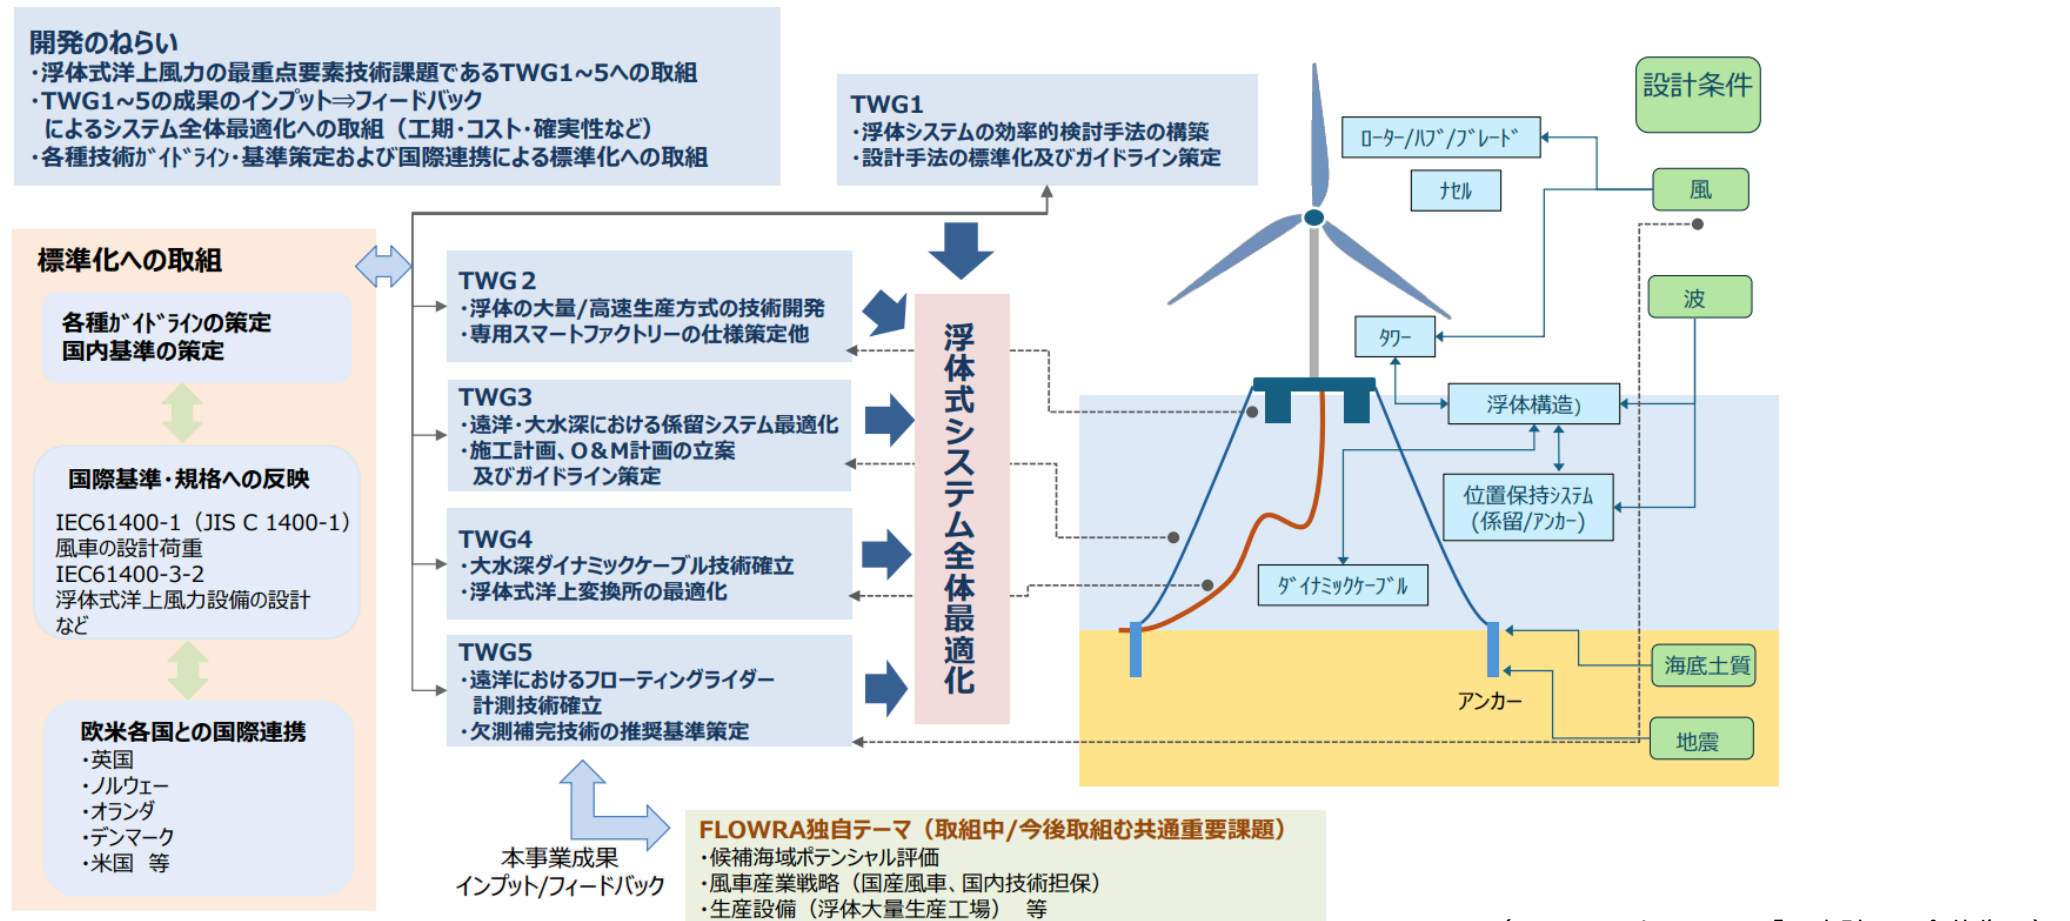 開発のねらい
・浮体式洋上風力の最重点要素技術課題であるTWG1~5への取組
・TWG1~5の成果のインプット⇒フィードバック
によるシステム全体最適化への取組（工期・コスト・確実性など）
・各種技術ｶﾞｲﾄﾞﾗｲﾝ・基準策定および国際連携による標準化への取組
TWG1
・浮体システムの効率的検討手法の構築
・設計手法の標準化及びガイドライン策定
標準化への取組
各種ｶﾞｲﾄﾞﾗｲﾝの策定
国内基準の策定
国際基準・規格への反映
IEC61400-1（JIS C 1400-1）
風車の設計荷重
IEC61400-3-2
浮体式洋上風力設備の設計
など
欧米各国との国際連携
・英国
・ノルウェー
・オランダ
・デンマーク
・米国　等
TWG２
・浮体の大量/高速生産方式の技術開発
・専用スマートファクトリーの仕様策定他
TWG3
・遠洋・大水深における係留システム最適化
・施工計画、O&M計画の立案
及びガイドライン策定
TWG4
・大水深ダイナミックケーブル技術確立
・浮体式洋上変換所の最適化
TWG5
・遠洋におけるフローティングライダー
計測技術確立
・欠測補完技術の推奨基準策定
浮体式システム全体最適化
本事業成果
インプット/フィードバック
FLOWRA独自テーマ（取組中/今後取組む共通重要課題）
・候補海域ポテンシャル評価
・風車産業戦略（国産風車、国内技術担保）
・生産設備（浮体大量生産工場）　等
設計条件
ﾛｰﾀｰ/ﾊﾌﾞ/ﾌﾞﾚｰﾄﾞ
ﾅｾﾙ
風
波
ﾀﾜｰ
浮体構造）
位置保持ｼｽﾃﾑ
(係留/ｱﾝｶｰ)
ﾀﾞｲﾅﾐｯｸｹｰﾌﾞﾙ
海底土質
アンカー
地震